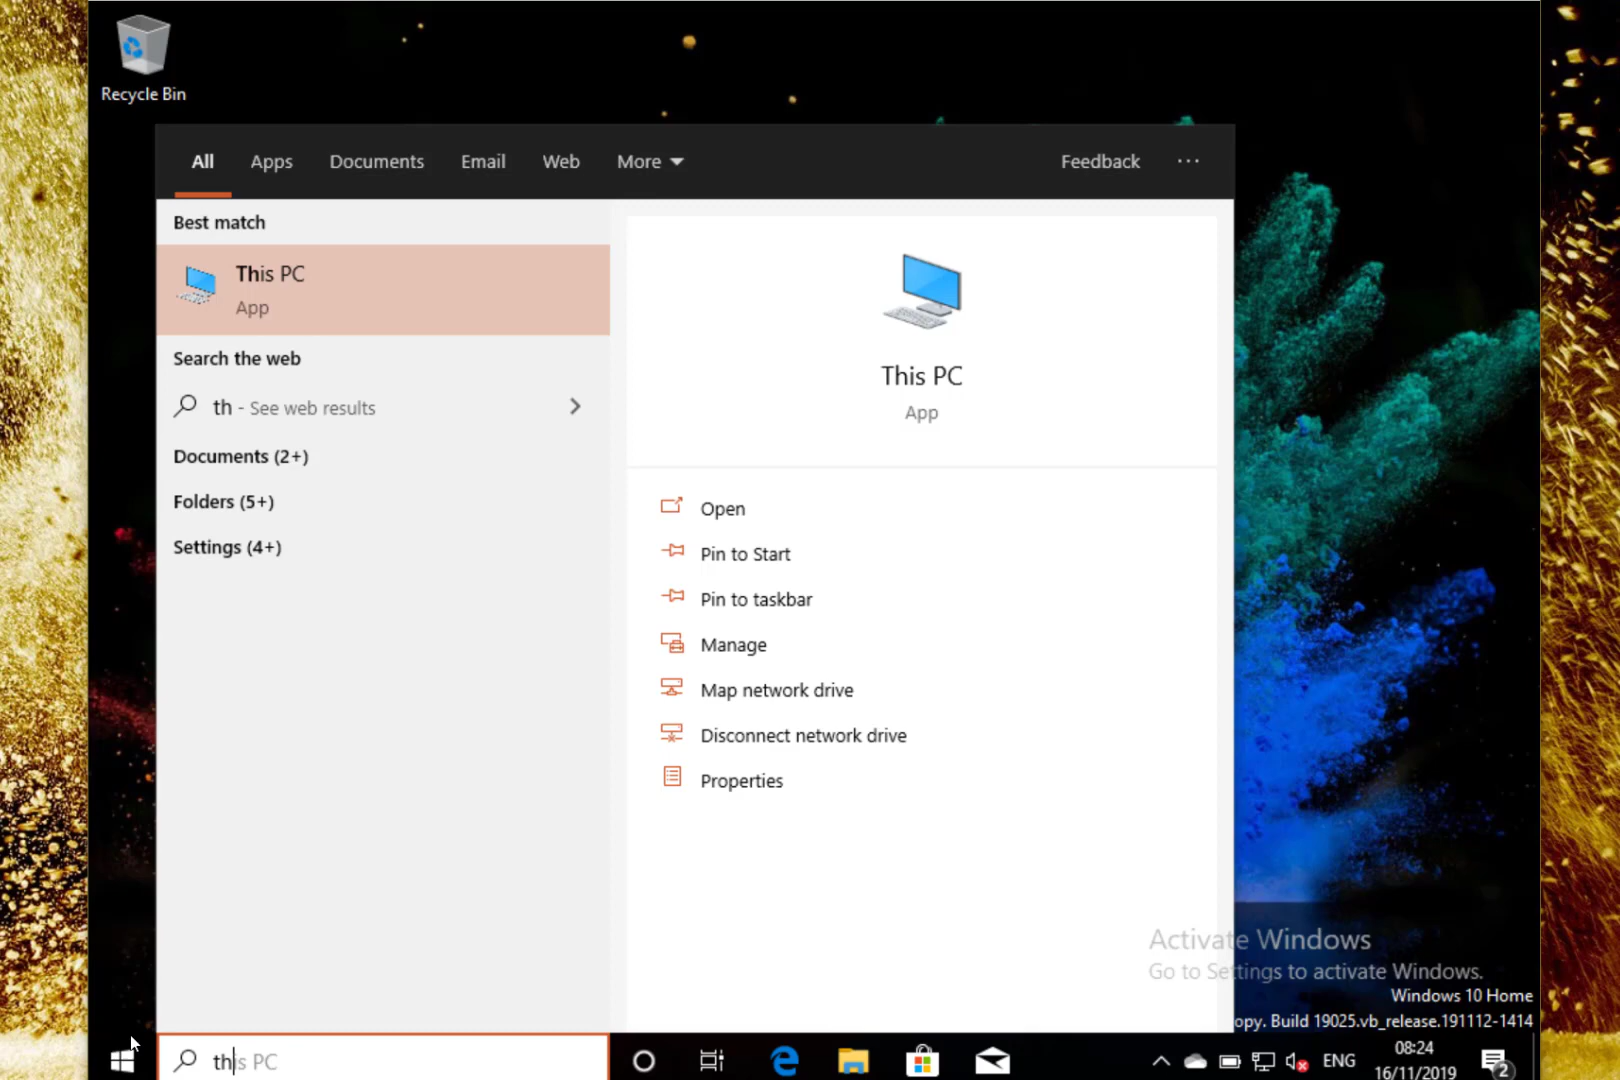 Recycle Bin
All Apps Documents Email Web More Feedback ...
Best match
This PC
App
Search the web
th - See web results
Documents (2+)
Folders (5+)
Settings (4+)
This PC
App
Open
Pin to Start
Pin to taskbar
Manage
Map network drive
Disconnect network drive
Properties
Activate Windows
Go to Settings to activate Windows.
Windows 10 Home
opy. Build 19025.vb_release.191112-1414
this PC
ENG
08:24
16/11/2019
2